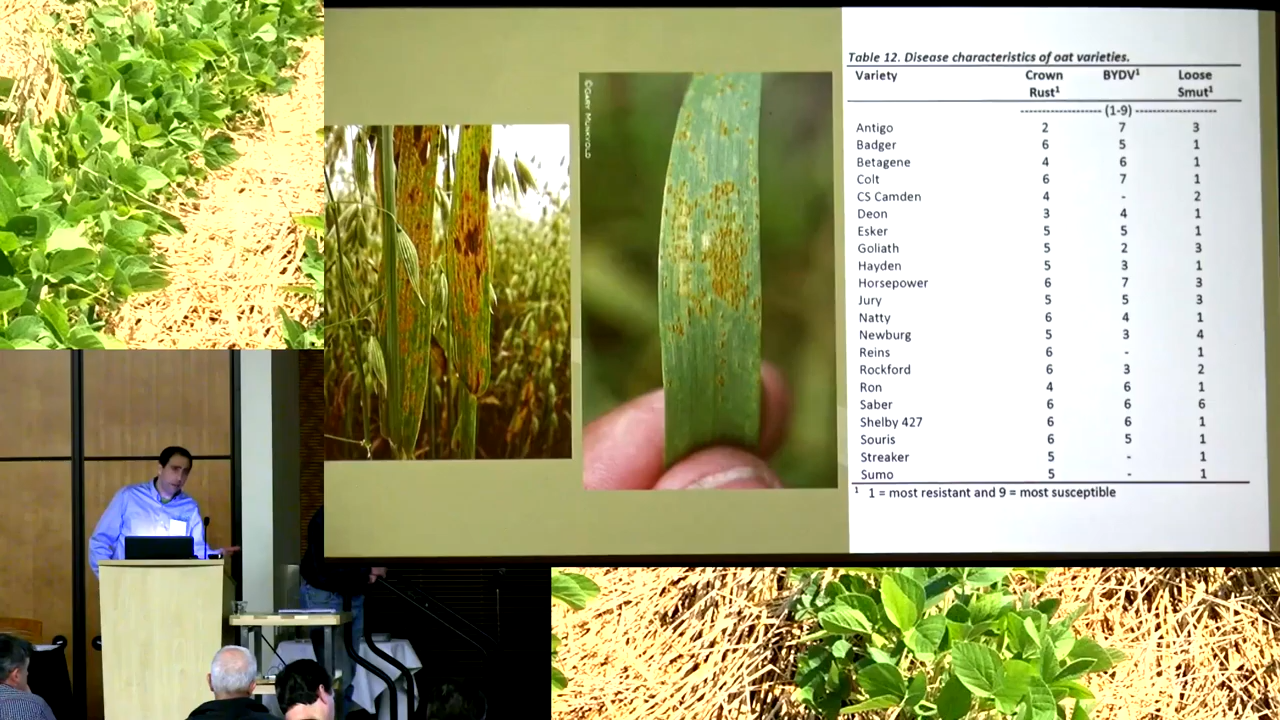 ©GARY MUNKVOLD
Table 12. Disease characteristics of oat varieties.
Variety Crown Rust¹ BYDV¹ Loose Smut¹
-------------------- (1-9) --------------------
Antigo 2 7 3
Badger 6 5 1
Betagene 4 6 1
Colt 6 7 1
CS Camden 4 - 2
Deon 3 4 1
Esker 5 5 1
Goliath 5 2 3
Hayden 5 3 1
Horsepower 6 7 3
Jury 5 5 3
Natty 6 4 1
Newburg 5 3 4
Reins 6 - 1
Rockford 6 3 2
Ron 4 6 1
Saber 6 6 6
Shelby 427 6 6 1
Souris 6 5 1
Streaker 5 - 1
Sumo 5 - 1
¹ 1 = most resistant and 9 = most susceptible